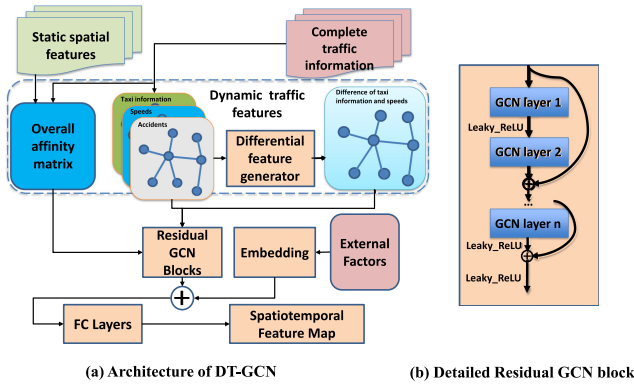 Static spatial
features
Complete
traffic
information
Taxi information
Speeds
Accidents
Dynamic traffic
features
Difference of taxi
information and speeds
Overall
affinity
matrix
Differential
feature
generator
Residual
GCN
Blocks
Embedding
External
Factors
+
FC Layers
Spatiotemporal
Feature Map
(a) Architecture of DT-GCN
GCN layer 1
Leaky_ReLU
GCN layer 2
...
GCN layer n
Leaky_ReLU
Leaky_ReLU
(b) Detailed Residual GCN block